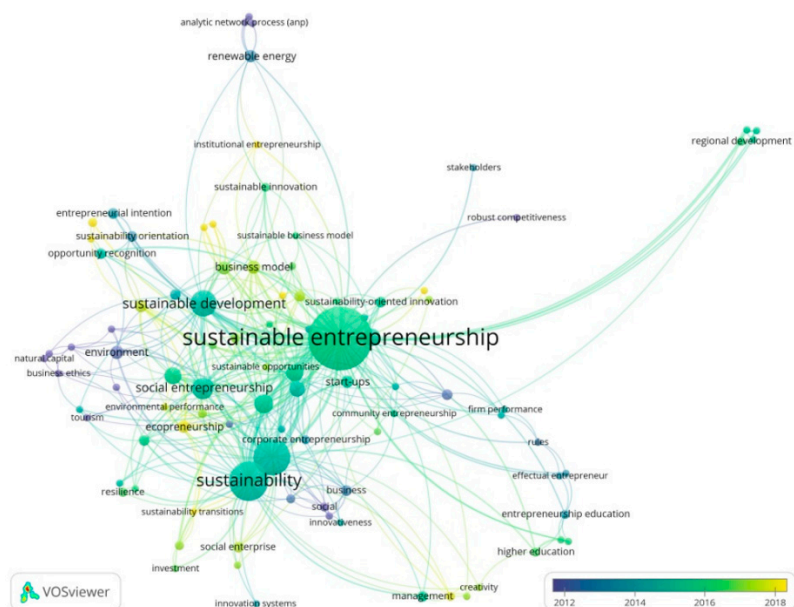 analytic network process (anp)
renewable energy
regional development
institutional entrepreneurship
stakeholders
sustainable innovation
entrepreneurial intention
robust competitiveness
sustainability orientation
sustainable business model
opportunity recognition
business model
sustainable development
sustainability-oriented innovation
sustainable entrepreneurship
environment
natural capital
sustainable opportunities
business ethics
start-ups
social entrepreneurship
environmental performance
firm performance
community entrepreneurship
tourism
ecopreneurship
corporate entrepreneurship
rules
effectual entrepreneur
sustainability
resilience
business
social
sustainability transitions
entrepreneurship education
innovativeness
social enterprise
higher education
investment
creativity
management
innovation systems
VOSviewer
2012 2014 2016 2018